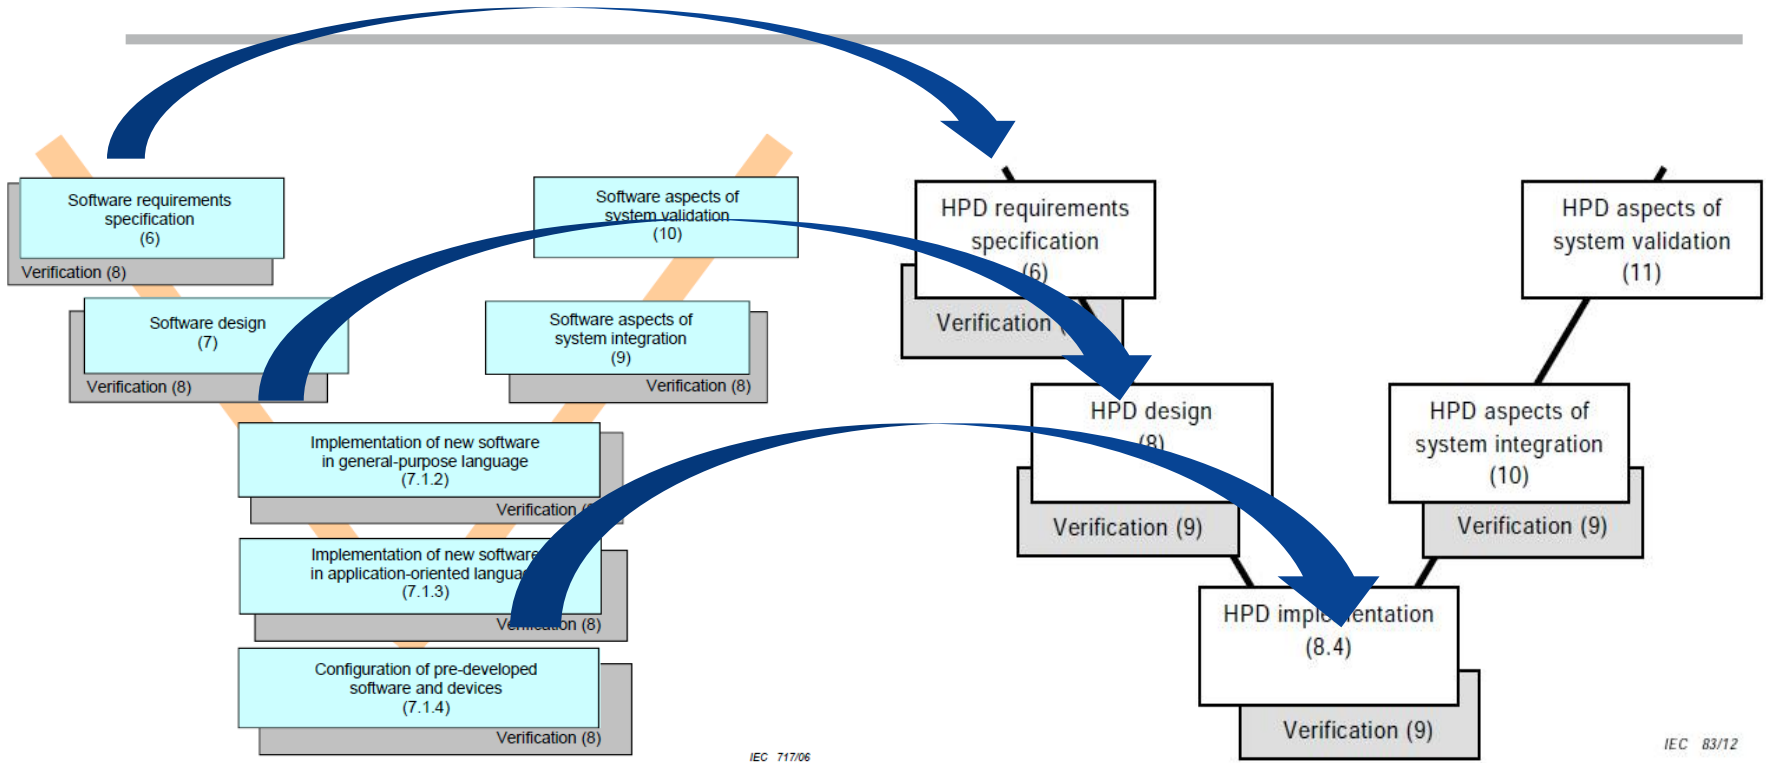 Software requirements
specification
(6)
Verification (8)
Software design
(7)
Verification (8)
Implementation of new software
in general-purpose language
(7.1.2)
Verification
Implementation of new software
in application-oriented
(7.1.3)
(8)
Configuration of pre-developed
software and devices
(7.1.4)
Verification (8)
Software aspects of
system validation
(10)
Software aspects of
system integration
(9)
Verification (8)
IEC 717/06
HPD requirements
specification
(6)
Verification
HPD design
(8)
Verification (9)
HPD implementation
(8.4)
Verification (9)
HPD aspects of
system validation
(11)
HPD aspects of
system integration
(10)
Verification (9)
IEC 83/12